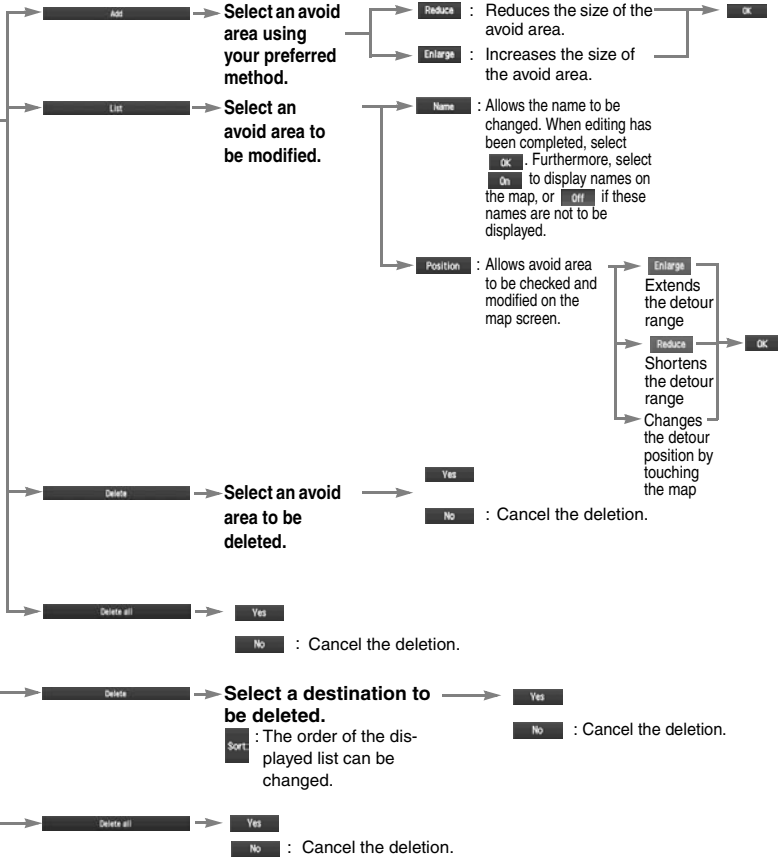 Add
Select an avoid
area using
your preferred
method.
Reduce : Reduces the size of the
avoid area.
Enlarge : Increases the size of
the avoid area.
OK
List
Select an
avoid area to
be modified.
Name : Allows the name to be
changed. When editing has
been completed, select
OK . Furthermore, select
On to display names on
the map, or Off if these
names are not to be
displayed.
Position : Allows avoid area
to be checked and
modified on the
map screen.
Enlarge
Extends
the detour
range
Reduce
Shortens
the detour
range
Changes
the detour
position by
touching
the map
OK
Delete
Select an avoid
area to be
deleted.
Yes
No : Cancel the deletion.
Delete all
Yes
No : Cancel the deletion.
Delete
Select a destination to
be deleted.
Sort: : The order of the dis-
played list can be
changed.
Yes
No : Cancel the deletion.
Delete all
Yes
No : Cancel the deletion.